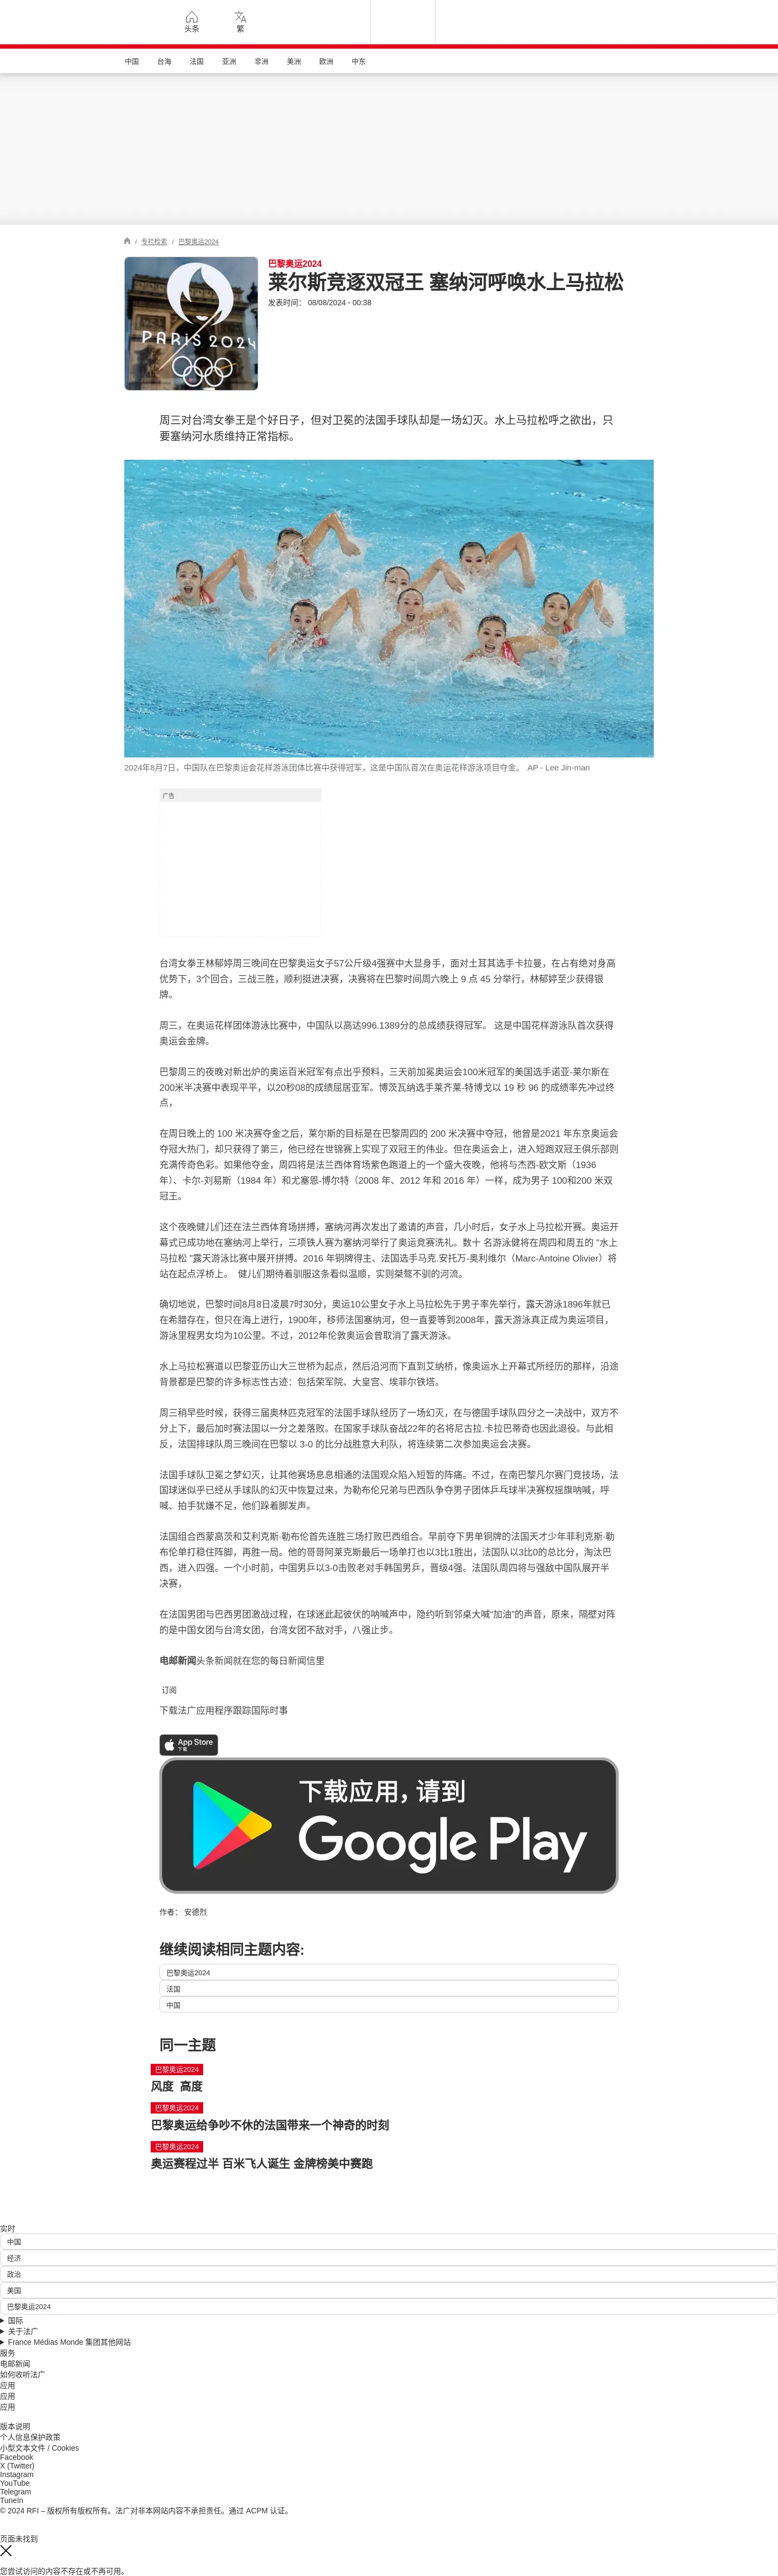 头条
繁
中国 台海 法国 亚洲 非洲 美洲 欧洲 中东
/ 专栏检索 / 巴黎奥运2024
PARIS 2024
巴黎奥运2024
莱尔斯竞逐双冠王 塞纳河呼唤水上马拉松
发表时间： 08/08/2024 - 00:38
周三对台湾女拳王是个好日子，但对卫冕的法国手球队却是一场幻灭。水上马拉松呼之欲出，只
要塞纳河水质维持正常指标。
2024年8月7日，中国队在巴黎奥运会花样游泳团体比赛中获得冠军，这是中国队首次在奥运花样游泳项目夺金。 AP - Lee Jin-man
广告
台湾女拳王林郁婷周三晚间在巴黎奥运女子57公斤级4强赛中大显身手，面对土耳其选手卡拉曼，在占有绝对身高
优势下，3个回合，三战三胜，顺利挺进决赛，决赛将在巴黎时间周六晚上 9 点 45 分举行，林郁婷至少获得银
牌。
周三，在奥运花样团体游泳比赛中，中国队以高达996.1389分的总成绩获得冠军。 这是中国花样游泳队首次获得
奥运会金牌。
巴黎周三的夜晚对新出炉的奥运百米冠军有点出乎预料，三天前加冕奥运会100米冠军的美国选手诺亚-莱尔斯在
200米半决赛中表现平平，以20秒08的成绩屈居亚军。博茨瓦纳选手莱齐莱-特博戈以 19 秒 96 的成绩率先冲过终
点，
在周日晚上的 100 米决赛夺金之后，莱尔斯的目标是在巴黎周四的 200 米决赛中夺冠，他曾是2021 年东京奥运会
夺冠大热门，却只获得了第三，他已经在世锦赛上实现了双冠王的伟业。但在奥运会上，进入短跑双冠王俱乐部则
充满传奇色彩。如果他夺金，周四将是法兰西体育场紫色跑道上的一个盛大夜晚，他将与杰西-欧文斯（1936
年）、卡尔-刘易斯（1984 年）和尤塞恩-博尔特（2008 年、2012 年和 2016 年）一样，成为男子 100和200 米双
冠王。
这个夜晚健儿们还在法兰西体育场拼搏，塞纳河再次发出了邀请的声音，几小时后，女子水上马拉松开赛。奥运开
幕式已成功地在塞纳河上举行，三项铁人赛为塞纳河举行了奥运竞赛洗礼。数十 名游泳健将在周四和周五的 "水上
马拉松 "露天游泳比赛中展开拼搏。2016 年铜牌得主、法国选手马克.安托万-奥利维尔（Marc-Antoine Olivier）将
站在起点浮桥上。 健儿们期待着驯服这条看似温顺，实则桀骜不驯的河流。
确切地说，巴黎时间8月8日凌晨7时30分，奥运10公里女子水上马拉松先于男子率先举行，露天游泳1896年就已
在希腊存在，但只在海上进行，1900年，移师法国塞纳河，但一直要等到2008年，露天游泳真正成为奥运项目，
游泳里程男女均为10公里。不过，2012年伦敦奥运会曾取消了露天游泳。
水上马拉松赛道以巴黎亚历山大三世桥为起点，然后沿河而下直到艾纳桥，像奥运水上开幕式所经历的那样，沿途
背景都是巴黎的许多标志性古迹：包括荣军院、大皇宫、埃菲尔铁塔。
周三稍早些时候，获得三届奥林匹克冠军的法国手球队经历了一场幻灭，在与德国手球队四分之一决战中，双方不
分上下，最后加时赛法国以一分之差落败。在国家手球队奋战22年的名将尼古拉.卡拉巴蒂奇也因此退役。与此相
反，法国排球队周三晚间在巴黎以 3-0 的比分战胜意大利队，将连续第二次参加奥运会决赛。
法国手球队卫冕之梦幻灭，让其他赛场息息相通的法国观众陷入短暂的阵痛。不过，在南巴黎凡尔赛门竞技场，法
国球迷似乎已经从手球队的幻灭中恢复过来，为勒布伦兄弟与巴西队争夺男子团体乒乓球半决赛权摇旗呐喊，呼
喊、拍手犹嫌不足，他们跺着脚发声。
法国组合西蒙高茨和艾利克斯·勒布伦首先连胜三场打败巴西组合。早前夺下男单铜牌的法国天才少年菲利克斯·勒
布伦单打稳住阵脚，再胜一局。他的哥哥阿莱克斯最后一场单打也以3比1胜出，法国队以3比0的总比分，淘汰巴
西，进入四强。一个小时前，中国男乒以3-0击败老对手韩国男乒，晋级4强。法国队周四将与强敌中国队展开半
决赛，
在法国男团与巴西男团激战过程，在球迷此起彼伏的呐喊声中，隐约听到邻桌大喊“加油”的声音，原来，隔壁对阵
的是中国女团与台湾女团，台湾女团不敌对手，八强止步。
电邮新闻头条新闻就在您的每日新闻信里
订阅
下载法广应用程序跟踪国际时事
App Store
下载
下载应用，请到
Google Play
作者： 安德烈
继续阅读相同主题内容:
巴黎奥运2024
法国
中国
同一主题
巴黎奥运2024
风度 高度
巴黎奥运2024
巴黎奥运给争吵不休的法国带来一个神奇的时刻
巴黎奥运2024
奥运赛程过半 百米飞人诞生 金牌榜美中赛跑
实时
中国
经济
政治
美国
巴黎奥运2024
国际
关于法广
France Médias Monde 集团其他网站
服务
电邮新闻
如何收听法广
应用
应用
应用
版本说明
个人信息保护政策
小型文本文件 / Cookies
Facebook
X (Twitter)
Instagram
YouTube
Telegram
TuneIn
© 2024 RFI – 版权所有版权所有。法广对非本网站内容不承担责任。通过 ACPM 认证。
页面未找到
您尝试访问的内容不存在或不再可用。